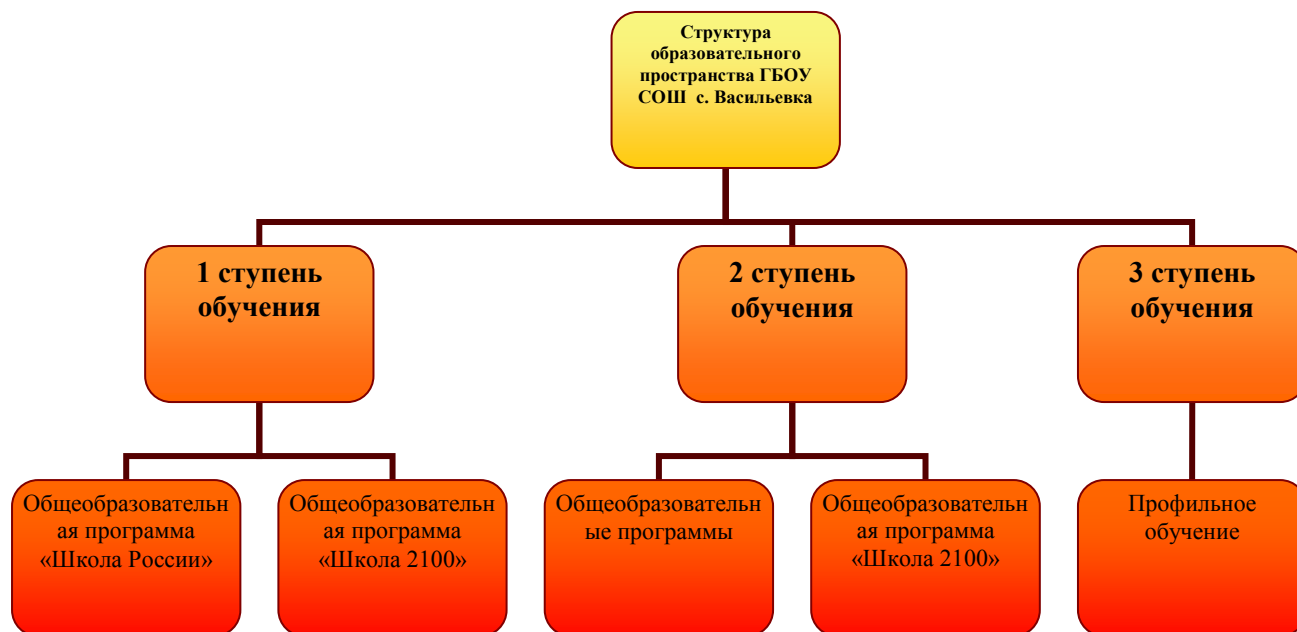 Структура
образовательного
пространства ГБОУ
СОШ с. Васильевка
1 ступень
обучения
2 ступень
обучения
3 ступень
обучения
Общеобразовательн
ая программа
«Школа России»
Общеобразовательн
ая программа
«Школа 2100»
Общеобразовательн
ые программы
Общеобразовательн
ая программа
«Школа 2100»
Профильное
обучение